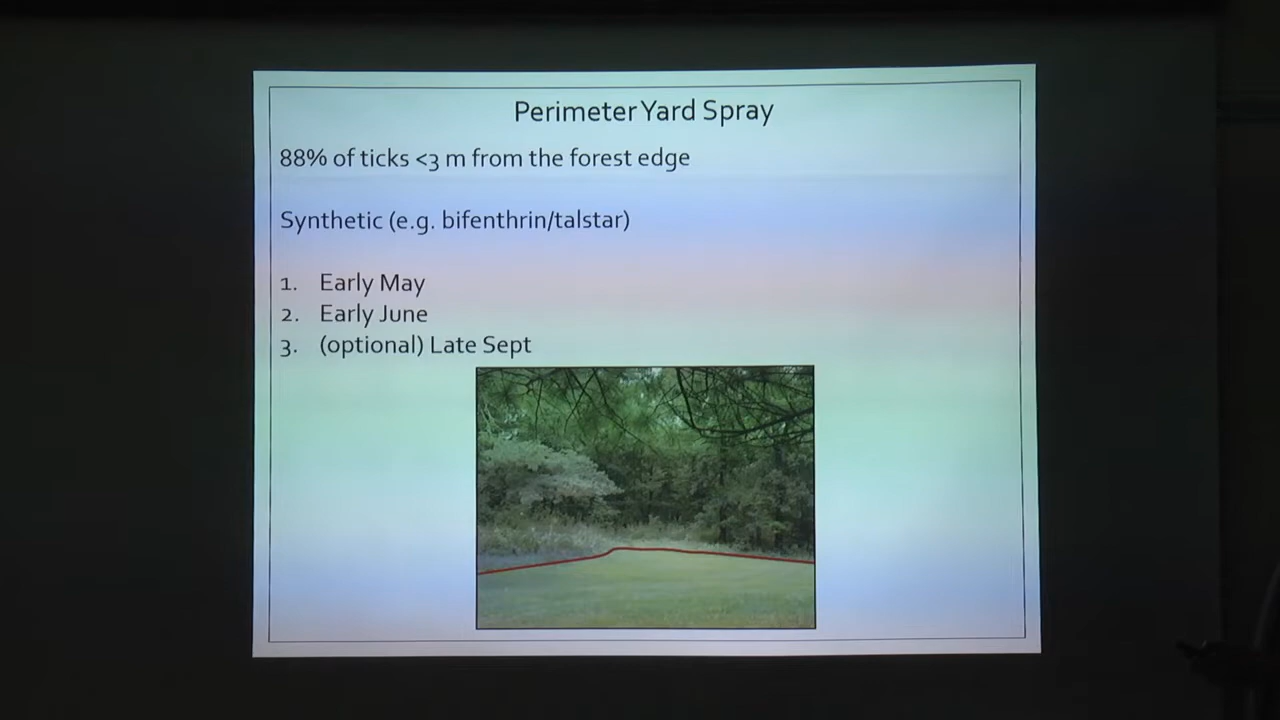 Perimeter Yard Spray
88% of ticks <3 m from the forest edge
Synthetic (e.g. bifenthrin/talstar)
1. Early May
2. Early June
3. (optional) Late Sept